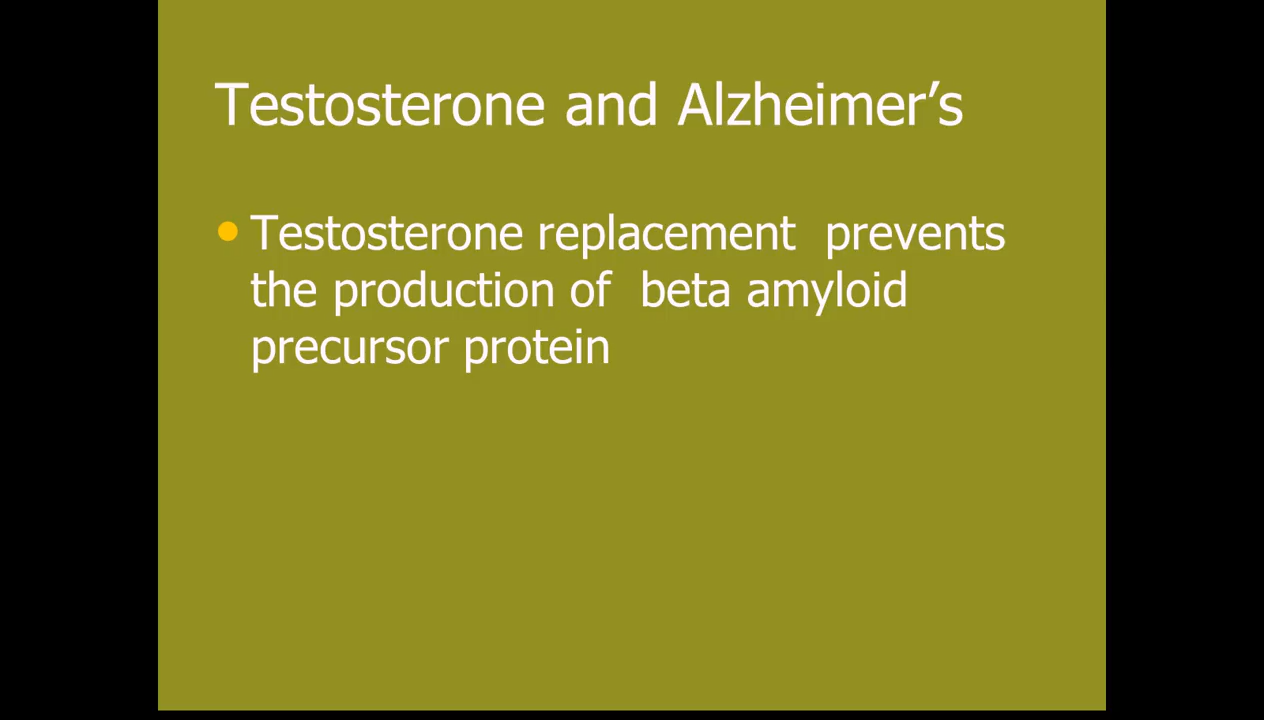 Testosterone and Alzheimer’s
Testosterone replacement  prevents
the production of  beta amyloid
precursor protein